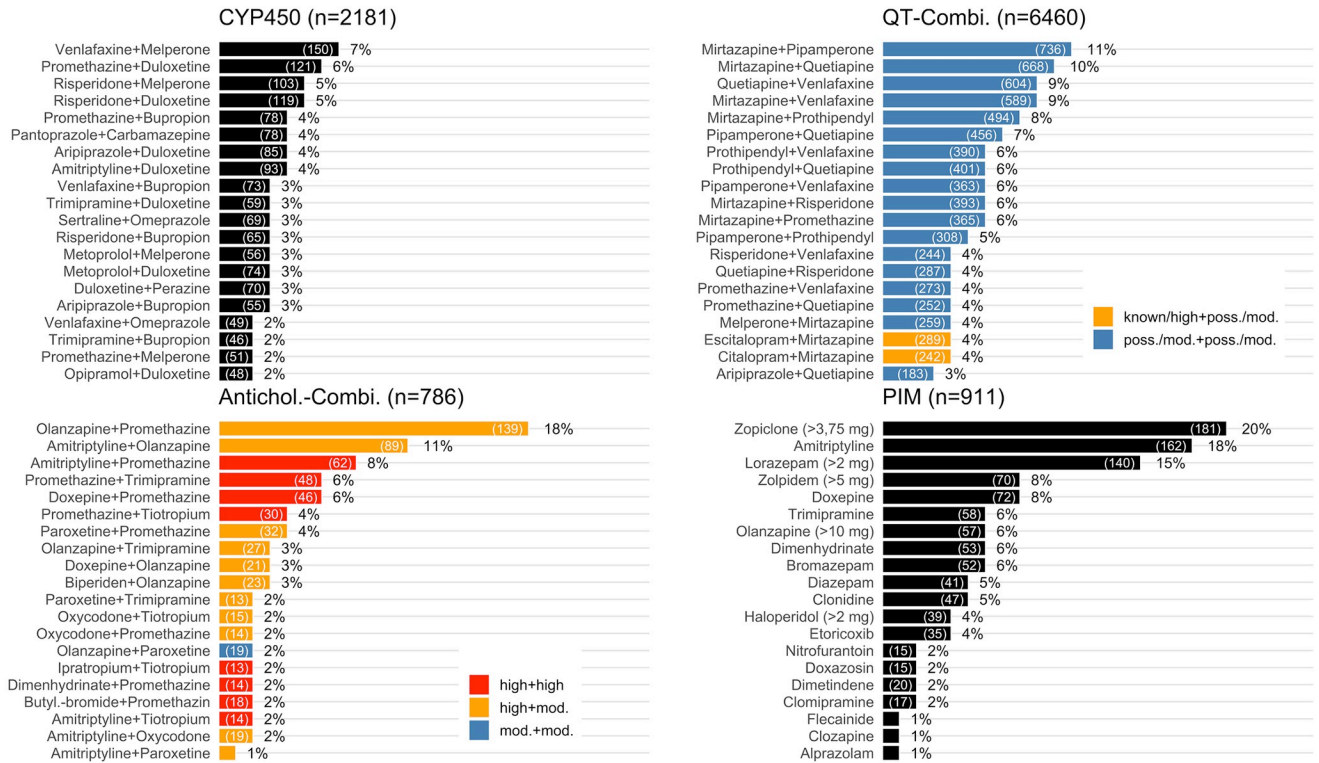 CYP450 (n=2181)
Venlafaxine+Melperone (150) 7%
Promethazine+Duloxetine (121) 6%
Risperidone+Melperone (103) 5%
Risperidone+Duloxetine (119) 5%
Promethazine+Bupropion (78) 4%
Pantoprazole+Carbamazepine (78) 4%
Aripiprazole+Duloxetine (85) 4%
Amitriptyline+Duloxetine (93) 4%
Venlafaxine+Bupropion (73) 3%
Trimipramine+Duloxetine (59) 3%
Sertraline+Omeprazole (69) 3%
Risperidone+Bupropion (65) 3%
Metoprolol+Melperone (56) 3%
Metoprolol+Duloxetine (74) 3%
Duloxetine+Perazine (70) 3%
Aripiprazole+Bupropion (55) 3%
Venlafaxine+Omeprazole (49) 2%
Trimipramine+Bupropion (46) 2%
Promethazine+Melperone (51) 2%
Opipramol+Duloxetine (48) 2%
QT-Combi. (n=6460)
Mirtazapine+Pipamperone (736) 11%
Mirtazapine+Quetiapine (668) 10%
Quetiapine+Venlafaxine (604) 9%
Mirtazapine+Venlafaxine (589) 9%
Mirtazapine+Prothipendyl (494) 8%
Pipamperone+Quetiapine (456) 7%
Prothipendyl+Venlafaxine (390) 6%
Prothipendyl+Quetiapine (401) 6%
Pipamperone+Venlafaxine (363) 6%
Mirtazapine+Risperidone (393) 6%
Mirtazapine+Promethazine (365) 6%
Pipamperone+Prothipendyl (308) 5%
Risperidone+Venlafaxine (244) 4%
Quetiapine+Risperidone (287) 4%
Promethazine+Venlafaxine (273) 4%
Promethazine+Quetiapine (252) 4%
Melperone+Mirtazapine (259) 4%
Escitalopram+Mirtazapine (289) 4%
Citalopram+Mirtazapine (242) 4%
Aripiprazole+Quetiapine (183) 3%
known/high+poss./mod.
poss./mod.+poss./mod.
Antichol.-Combi. (n=786)
Olanzapine+Promethazine (139) 18%
Amitriptyline+Olanzapine (89) 11%
Amitriptyline+Promethazine (62) 8%
Promethazine+Trimipramine (48) 6%
Doxepine+Promethazine (46) 6%
Promethazine+Tiotropium (30) 4%
Paroxetine+Promethazine (32) 4%
Olanzapine+Trimipramine (27) 3%
Doxepine+Olanzapine (21) 3%
Biperiden+Olanzapine (23) 3%
Paroxetine+Trimipramine (13) 2%
Oxycodone+Tiotropium (15) 2%
Oxycodone+Promethazine (14) 2%
Olanzapine+Paroxetine (19) 2%
Ipratropium+Tiotropium (13) 2%
Dimenhydrinate+Promethazine (14) 2%
Butyl.-bromide+Promethazin (18) 2%
Amitriptyline+Tiotropium (14) 2%
Amitriptyline+Oxycodone (19) 2%
Amitriptyline+Paroxetine 1%
high+high
high+mod.
mod.+mod.
PIM (n=911)
Zopiclone (>3,75 mg) (181) 20%
Amitriptyline (162) 18%
Lorazepam (>2 mg) (140) 15%
Zolpidem (>5 mg) (70) 8%
Doxepine (72) 8%
Trimipramine (58) 6%
Olanzapine (>10 mg) (57) 6%
Dimenhydrinate (53) 6%
Bromazepam (52) 6%
Diazepam (41) 5%
Clonidine (47) 5%
Haloperidol (>2 mg) (39) 4%
Etoricoxib (35) 4%
Nitrofurantoin (15) 2%
Doxazosin (15) 2%
Dimetindene (20) 2%
Clomipramine (17) 2%
Flecainide 1%
Clozapine 1%
Alprazolam 1%